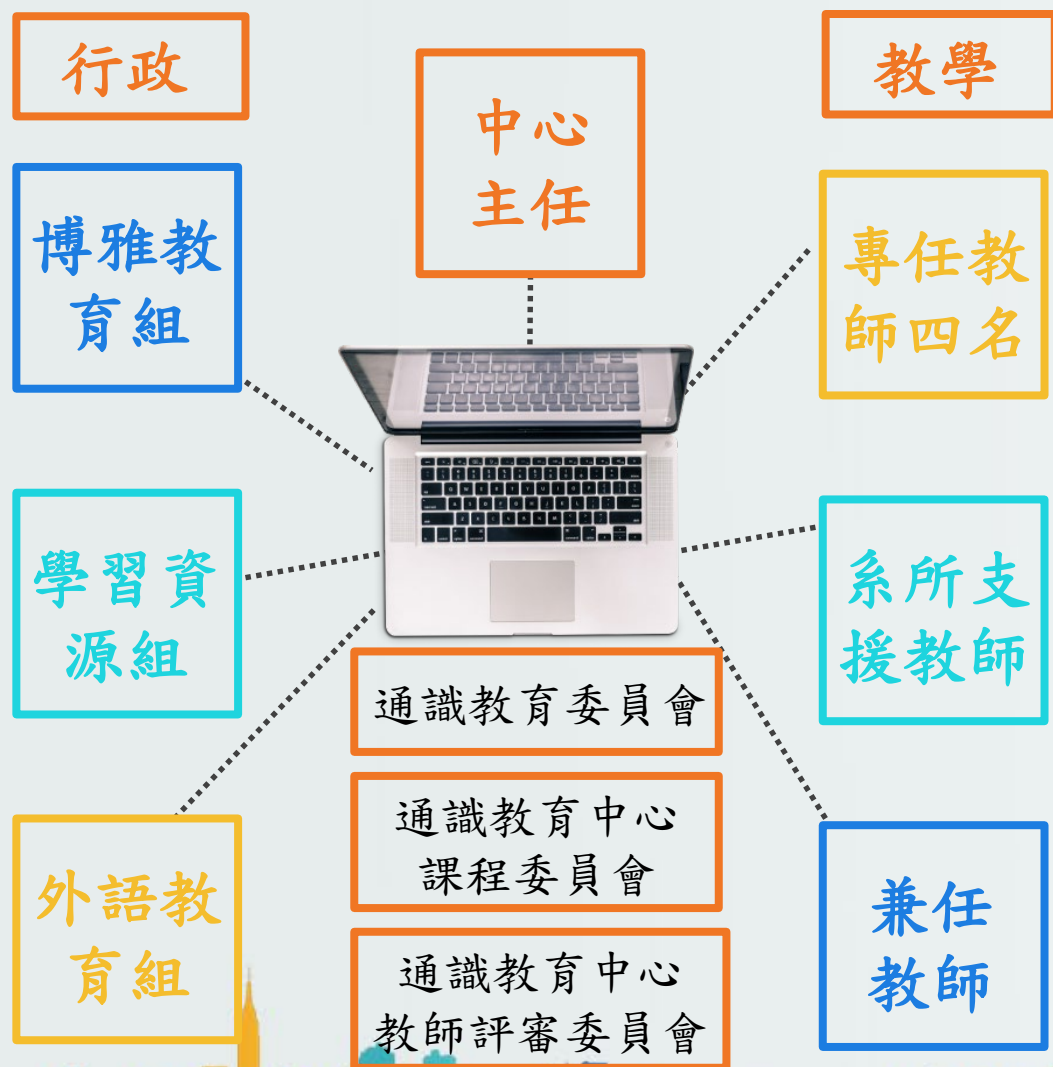 行政
博雅教
育組
學習資
源組
外語教
育組
中心
主任
通識教育委員會
通識教育中心
課程委員會
通識教育中心
教師評審委員會
教學
專任教
師四名
系所支
援教師
兼任
教師